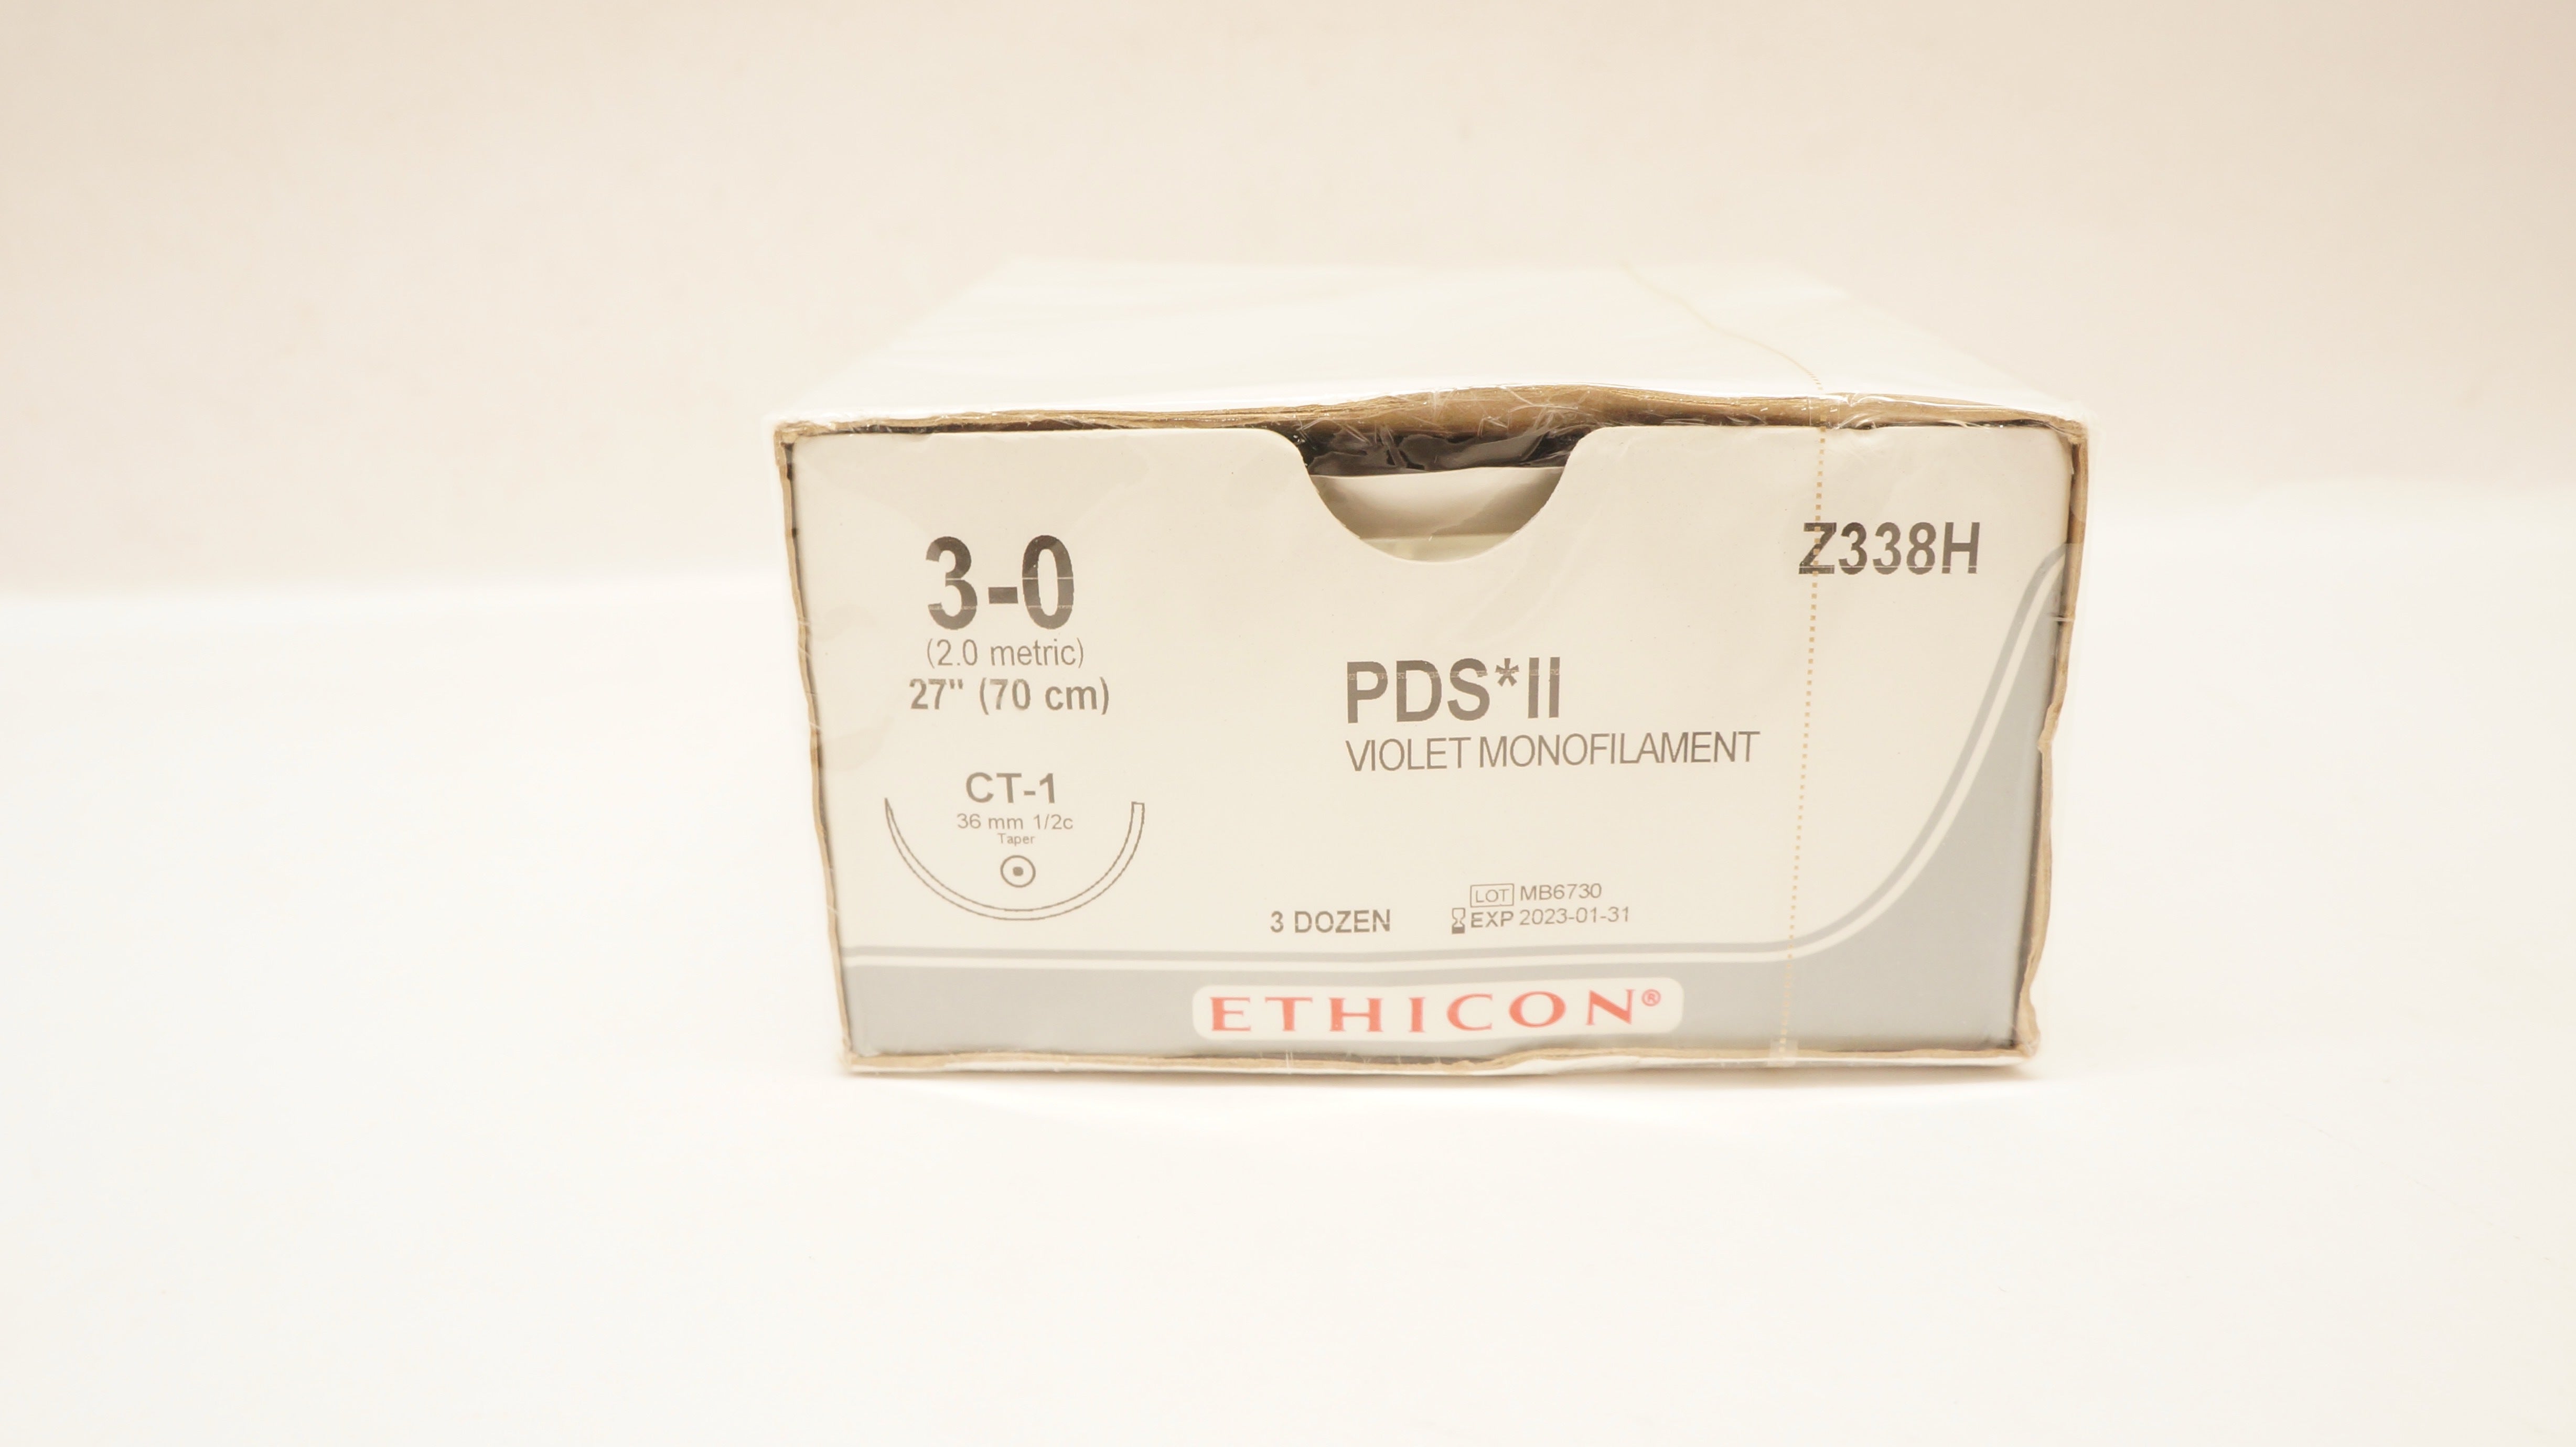 3-0
(2.0 metric)
27" (70 cm)
CT-1
36 mm 1/2c
Taper
Z338H
PDS*II
VIOLET MONOFILAMENT
3 DOZEN
LOT MB6730
EXP 2023-01-31
ETHICON®